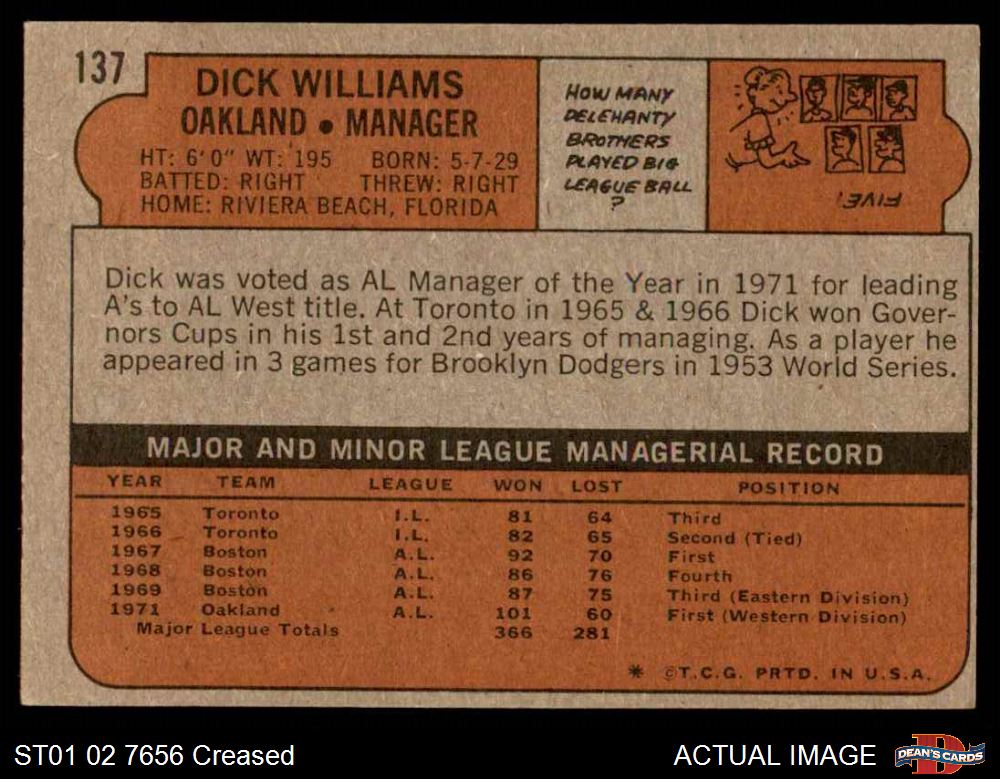 137
DICK WILLIAMS
OAKLAND • MANAGER
HT: 6'0" WT: 195 BORN: 5-7-29
BATTED: RIGHT THREW: RIGHT
HOME: RIVIERA BEACH, FLORIDA
HOW MANY
DELEHANTY
BROTHERS
PLAYED BIG
LEAGUE BALL
?
FIVE!
Dick was voted as AL Manager of the Year in 1971 for leading
A's to AL West title. At Toronto in 1965 & 1966 Dick won Gover-
nors Cups in his 1st and 2nd years of managing. As a player he
appeared in 3 games for Brooklyn Dodgers in 1953 World Series.
MAJOR AND MINOR LEAGUE MANAGERIAL RECORD
YEAR TEAM LEAGUE WON LOST POSITION
1965 Toronto I.L. 81 64 Third
1966 Toronto I.L. 82 65 Second (Tied)
1967 Boston A.L. 92 70 First
1968 Boston A.L. 86 76 Fourth
1969 Boston A.L. 87 75 Third (Eastern Division)
1971 Oakland A.L. 101 60 First (Western Division)
Major League Totals 366 281
* ©T.C.G. PRTD. IN U.S.A.
ST01 02 7656 Creased
ACTUAL IMAGE
D
DEAN'S CARDS